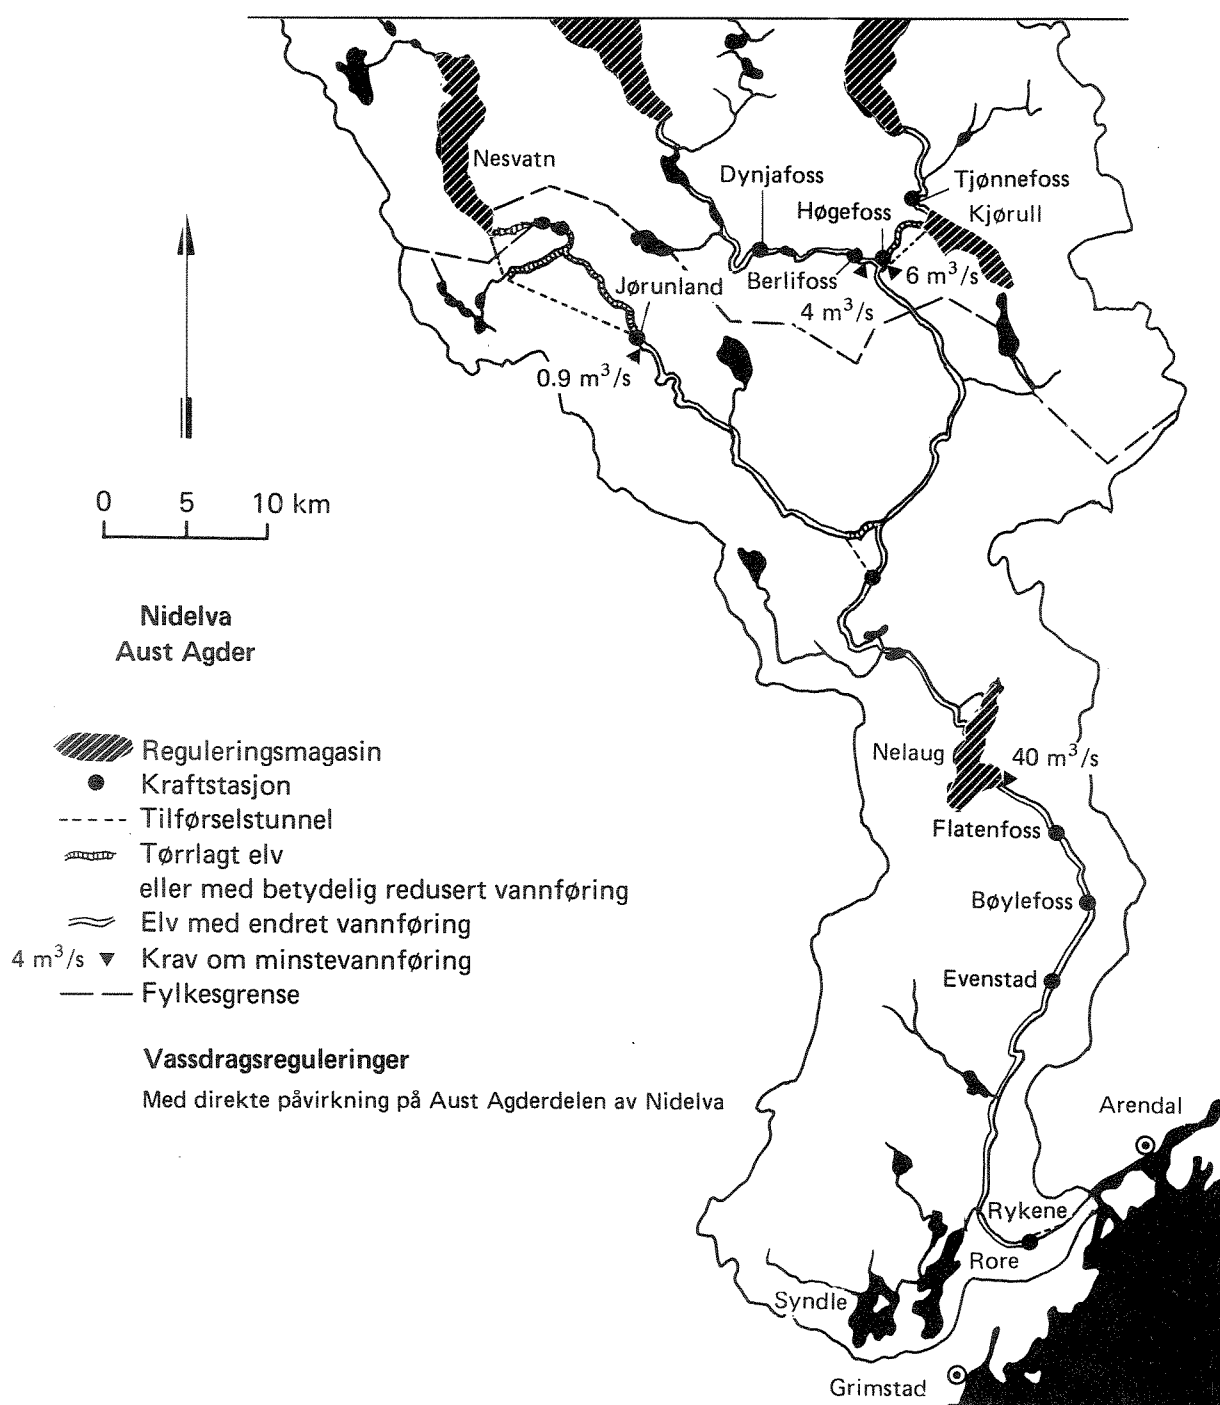 Nesvatn
Dynjafoss
Tjønnefoss
Høgefoss
Kjørull
Jørunland
Berlifoss
6 m³/s
4 m³/s
0.9 m³/s
0 5 10 km
Nidelva
Aust Agder
Nelaug
40 m³/s
Reguleringsmagasin
Kraftstasjon
Tilførselstunnel
Flatenfoss
Tørrlagt elv
eller med betydelig redusert vannføring
Bøylefoss
Elv med endret vannføring
4 m³/s Krav om minstevannføring
Evenstad
Fylkesgrense
Vassdragsreguleringer
Med direkte påvirkning på Aust Agderdelen av Nidelva
Arendal
Rykene
Rore
Syndle
Grimstad